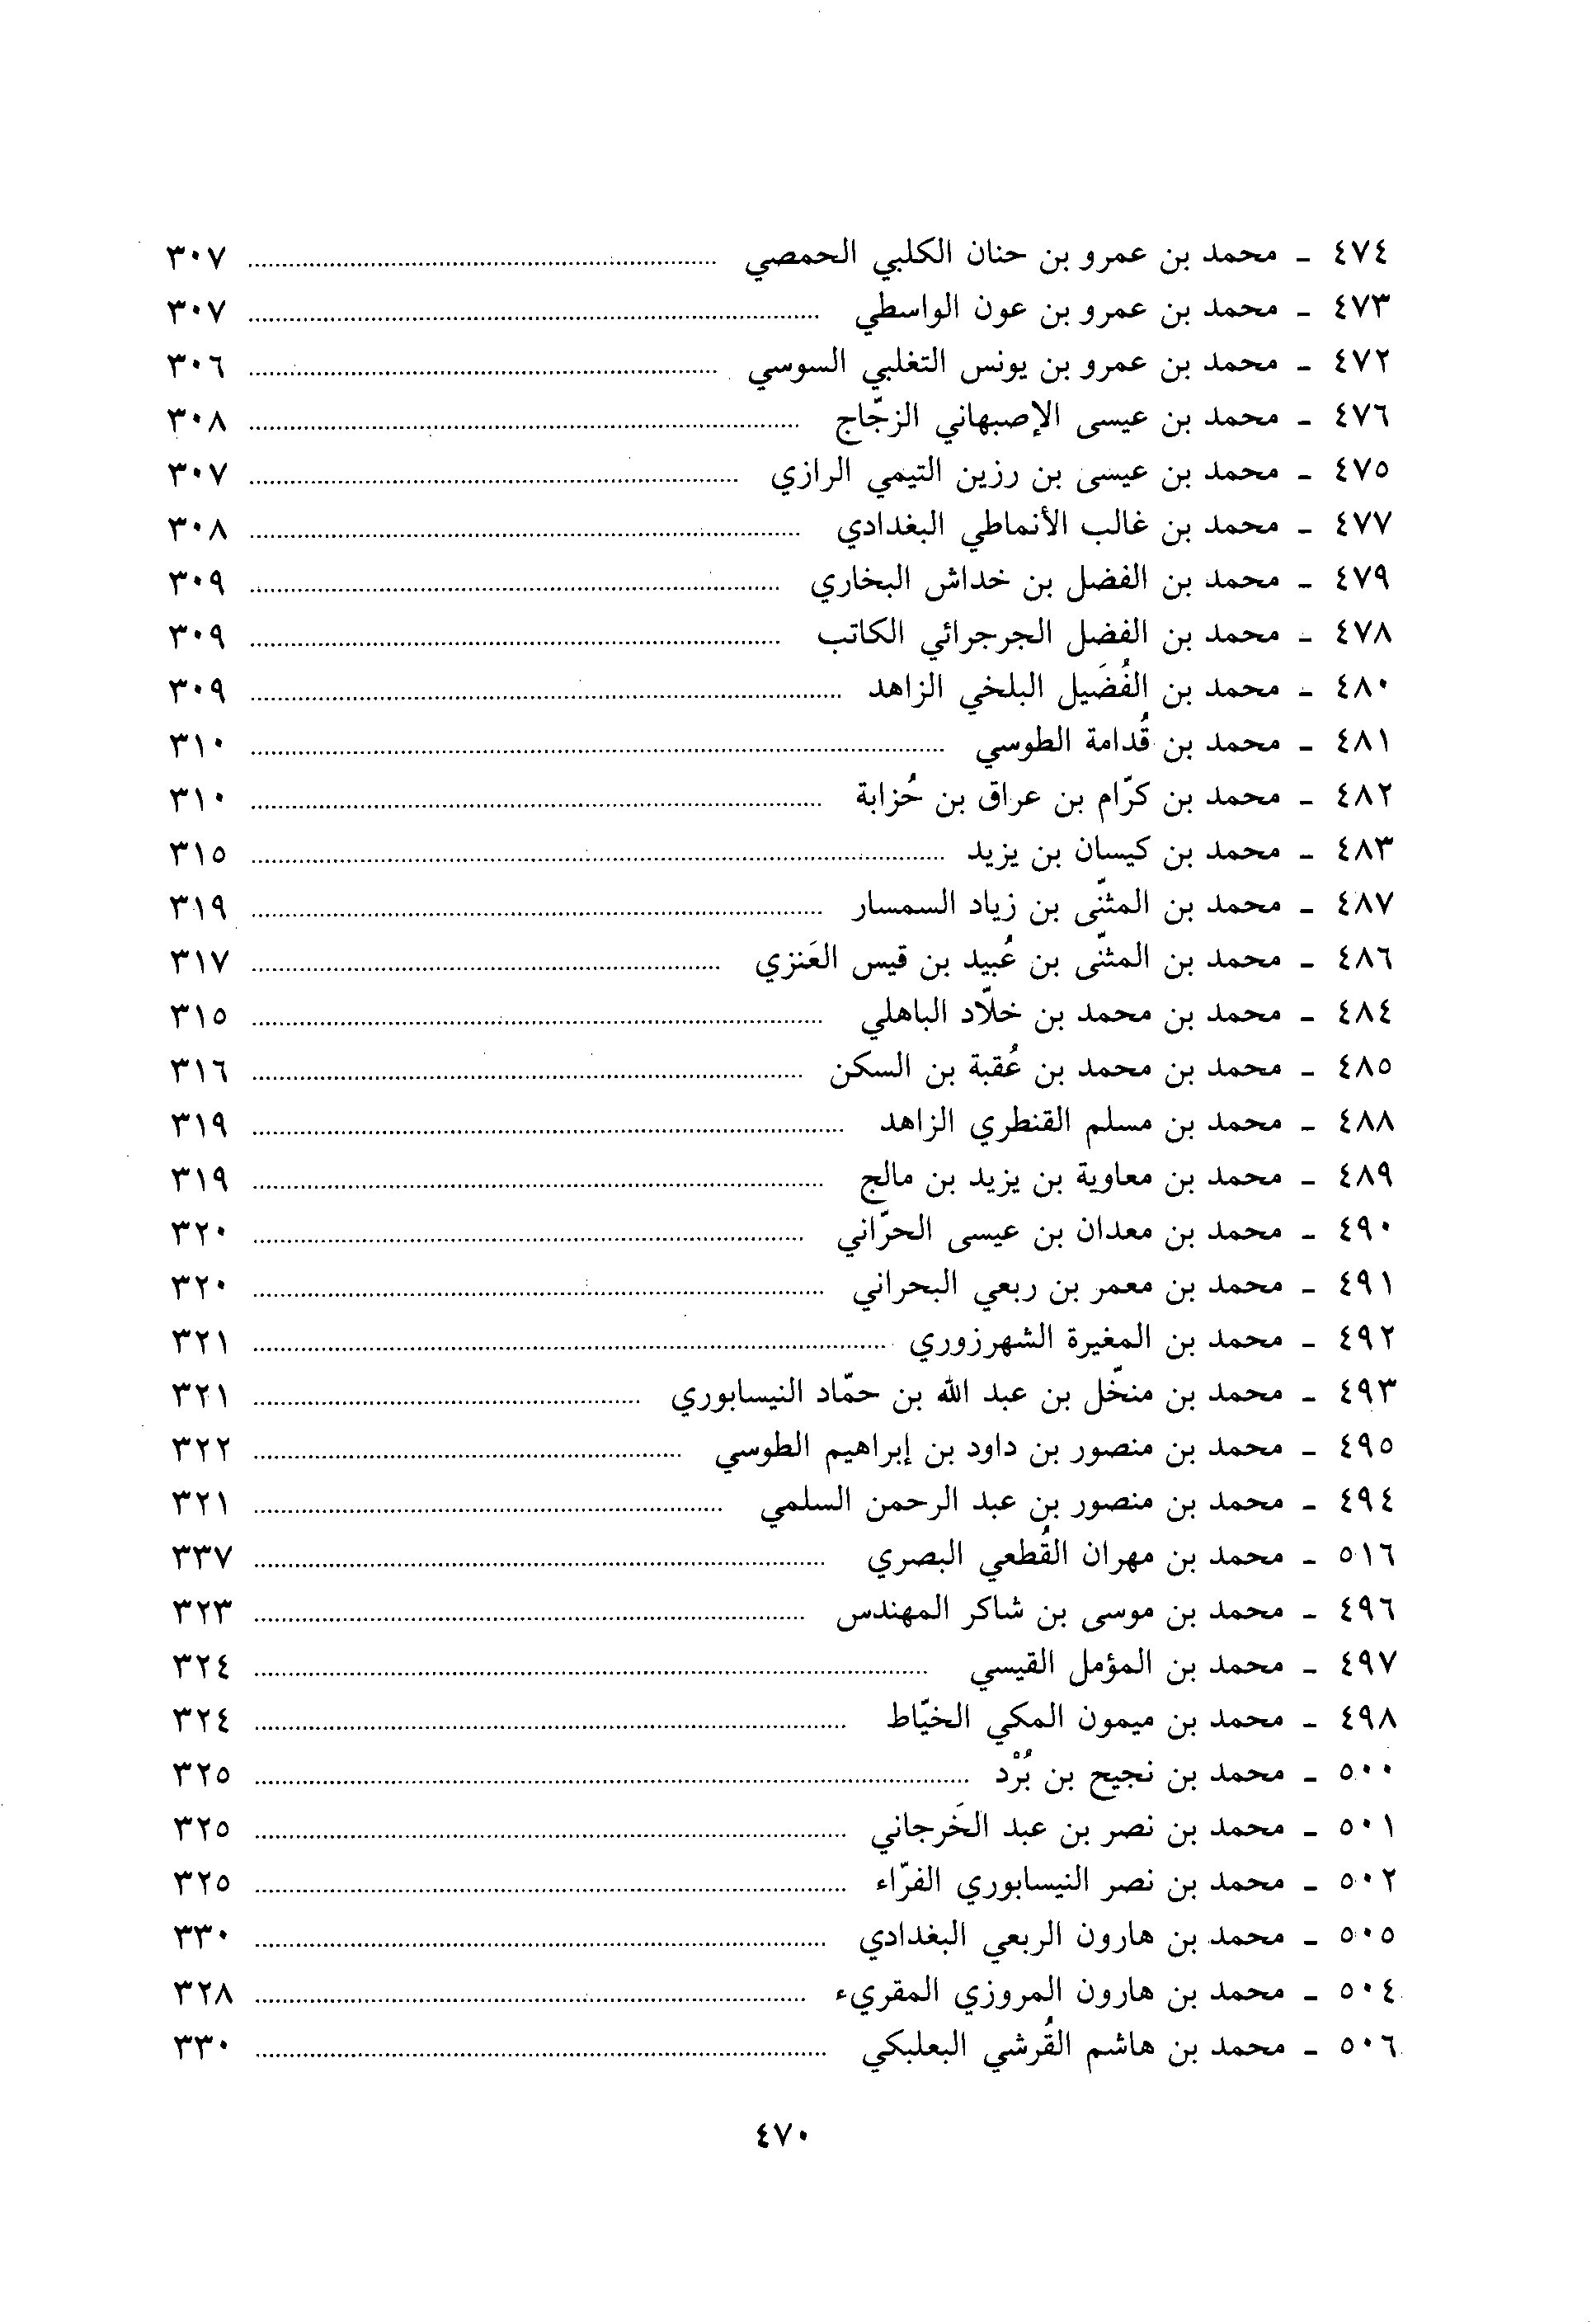 ٤٧٤ - محمد بن عمرو بن حنان الكلبي الحمصي ........ ٣٠٧
٤٧٣ - محمد بن عمرو بن عون الواسطي ........ ٣٠٧
٤٧٢ - محمد بن عمرو بن يونس التغلبي السوسي ........ ٣٠٦
٤٧٦ - محمد بن عيسى الإصبهاني الزجّاج ........ ٣٠٨
٤٧٥ - محمد بن عيسى بن رزين التيمي الرازي ........ ٣٠٧
٤٧٧ - محمد بن غالب الأنماطي البغدادي ........ ٣٠٨
٤٧٩ - محمد بن الفضل بن خداش البخاري ........ ٣٠٩
٤٧٨ - محمد بن الفضل الجرجرائي الكاتب ........ ٣٠٩
٤٨٠ - محمد بن الفُضَيل البلخي الزاهد ........ ٣٠٩
٤٨١ - محمد بن قُدامة الطوسي ........ ٣١٠
٤٨٢ - محمد بن كرّام بن عراق بن حُزابة ........ ٣١٠
٤٨٣ - محمد بن كيسان بن يزيد ........ ٣١٥
٤٨٧ - محمد بن المثنّى بن زياد السمسار ........ ٣١٩
٤٨٦ - محمد بن المثنّى بن عُبيد بن قيس العَنزي ........ ٣١٧
٤٨٤ - محمد بن محمد بن خلّاد الباهلي ........ ٣١٥
٤٨٥ - محمد بن محمد بن عُقبة بن السكن ........ ٣١٦
٤٨٨ - محمد بن مسلم القنطري الزاهد ........ ٣١٩
٤٨٩ - محمد بن معاوية بن يزيد بن مالج ........ ٣١٩
٤٩٠ - محمد بن معدان بن عيسى الحرّاني ........ ٣٢٠
٤٩١ - محمد بن معمر بن ربعي البحراني ........ ٣٢٠
٤٩٢ - محمد بن المغيرة الشهرزوري ........ ٣٢١
٤٩٣ - محمد بن منخّل بن عبد الله بن حمّاد النيسابوري ........ ٣٢١
٤٩٥ - محمد بن منصور بن داود بن إبراهيم الطوسي ........ ٣٢٢
٤٩٤ - محمد بن منصور بن عبد الرحمن السلمي ........ ٣٢١
٥١٦ - محمد بن مهران القُطعي البصري ........ ٣٣٧
٤٩٦ - محمد بن موسى بن شاكر المهندس ........ ٣٢٣
٤٩٧ - محمد بن المؤمل القيسي ........ ٣٢٤
٤٩٨ - محمد بن ميمون المكي الخيّاط ........ ٣٢٤
٥٠٠ - محمد بن نجيح بن بُرْد ........ ٣٢٥
٥٠١ - محمد بن نصر بن عبد الخَرجاني ........ ٣٢٥
٥٠٢ - محمد بن نصر النيسابوري الفرّاء ........ ٣٢٥
٥٠٥ - محمد بن هارون الربعي البغدادي ........ ٣٣٠
٥٠٤ - محمد بن هارون المروزي المقريء ........ ٣٢٨
٥٠٦ - محمد بن هاشم القُرشي البعلبكي ........ ٣٣٠
٤٧٠